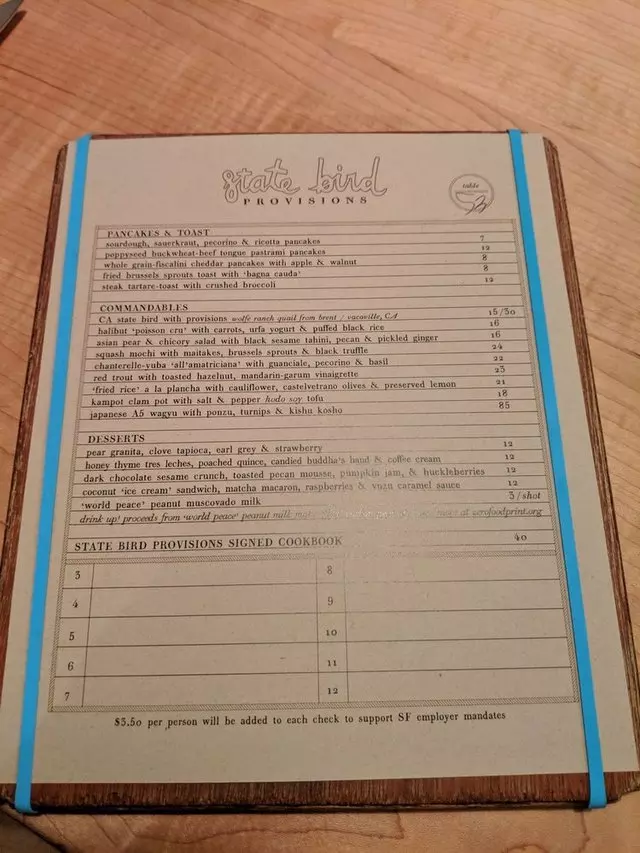 state bird
PROVISIONS
table
PANCAKES & TOAST
sourdough, sauerkraut, pecorino & ricotta pancakes 7
poppyseed buckwheat-beef tongue pastrami pancakes 12
whole grain-fiscalini cheddar pancakes with apple & walnut 8
fried brussels sprouts toast with 'bagna cauda' 8
steak tartare-toast with crushed broccoli 12
COMMANDABLES
CA state bird with provisions wolfe ranch quail from brent / vacaville, CA 15/30
halibut 'poisson cru' with carrots, urfa yogurt & puffed black rice 16
asian pear & chicory salad with black sesame tahini, pecan & pickled ginger 16
squash mochi with maitakes, brussels sprouts & black truffle 24
chanterelle-yuba 'all'amatriciana' with guanciale, pecorino & basil 22
red trout with toasted hazelnut, mandarin-garum vinaigrette 23
'fried rice' a la plancha with cauliflower, castelvetrano olives & preserved lemon 21
kampot clam pot with salt & pepper hodo soy tofu 18
japanese A5 wagyu with ponzu, turnips & kishu kosho 85
DESSERTS
pear granita, clove tapioca, earl grey & strawberry 12
honey thyme tres leches, poached quince, candied buddha's hand & coffee cream 12
dark chocolate sesame crunch, toasted pecan mousse, pumpkin jam, & huckleberries 12
coconut 'ice cream' sandwich, matcha macaron, raspberries & yuzu caramel sauce 12
'world peace' peanut muscovado milk 3/shot
drink up! proceeds from 'world peace' peanut milk more at zerofoodprint.org
STATE BIRD PROVISIONS SIGNED COOKBOOK 40
3 8
4 9
5 10
6 11
7 12
$3.50 per person will be added to each check to support SF employer mandates